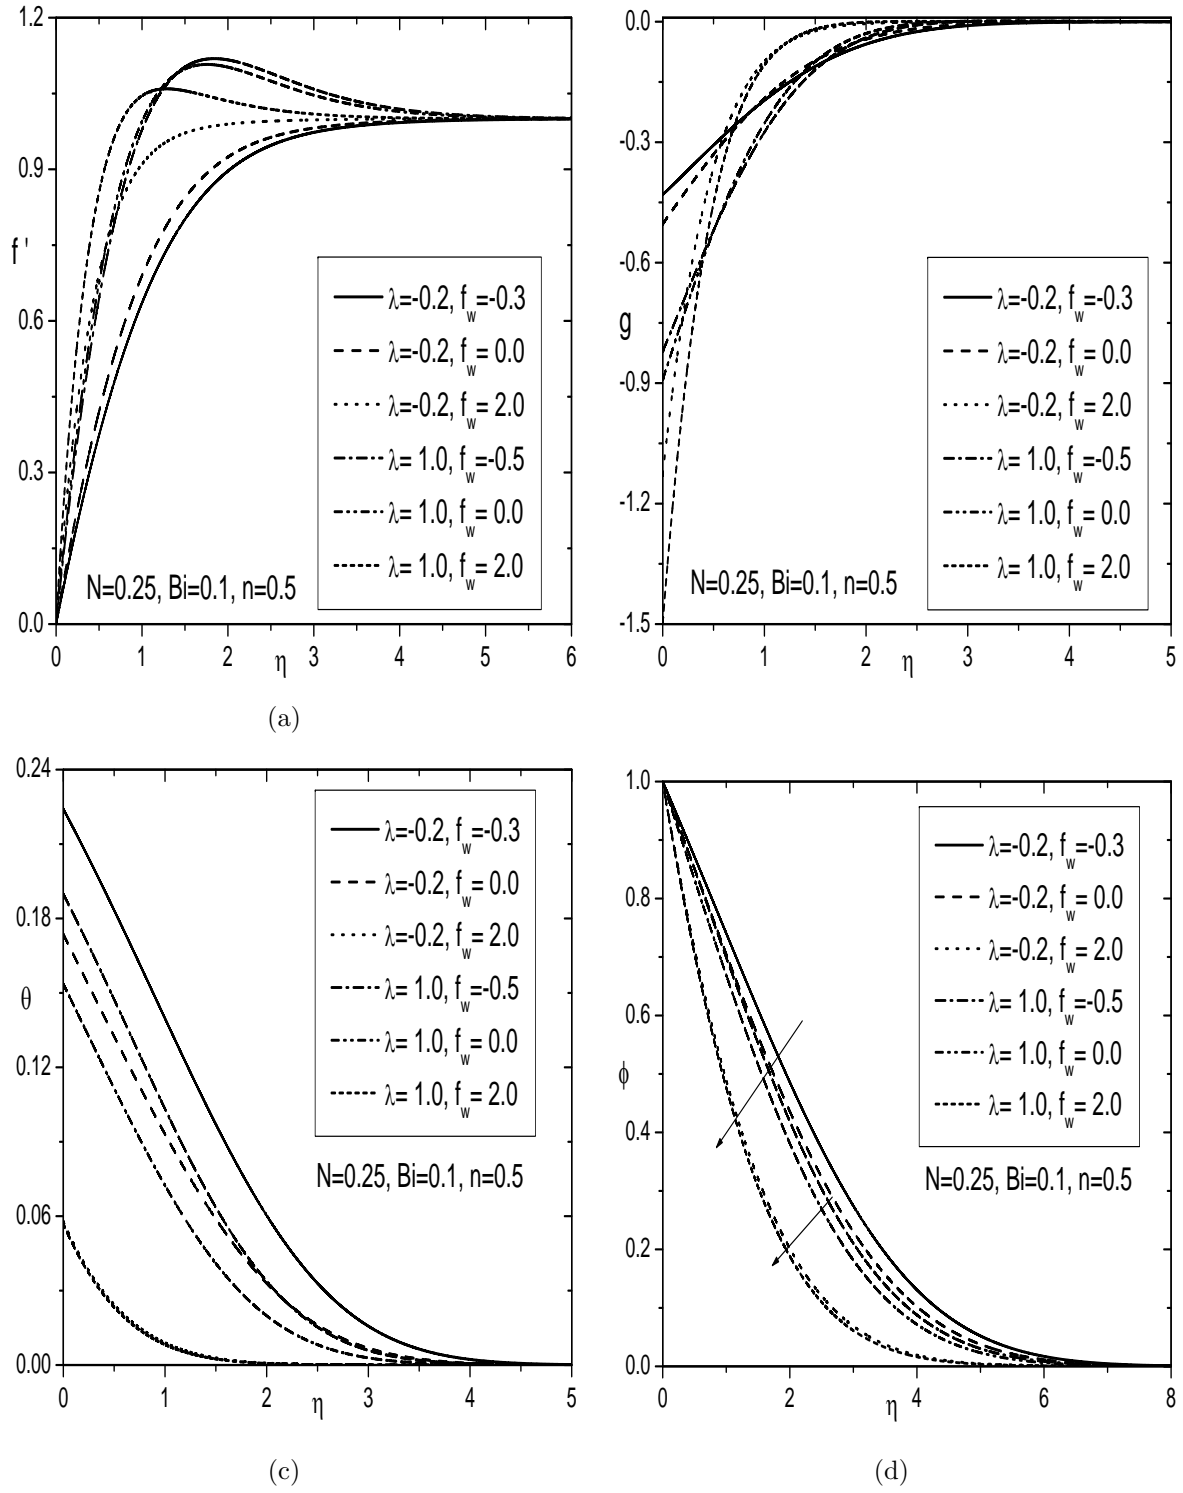 1.2
0.9
0.6
0.3
0.0
f '
λ=-0.2, f_w=-0.3
λ=-0.2, f_w= 0.0
λ=-0.2, f_w= 2.0
λ= 1.0, f_w=-0.5
λ= 1.0, f_w= 0.0
λ= 1.0, f_w= 2.0
N=0.25, Bi=0.1, n=0.5
0 1 2 3 4 5 6
η
(a)
0.0
-0.3
-0.6
-0.9
-1.2
-1.5
g
λ=-0.2, f_w=-0.3
λ=-0.2, f_w= 0.0
λ=-0.2, f_w= 2.0
λ= 1.0, f_w=-0.5
λ= 1.0, f_w= 0.0
λ= 1.0, f_w= 2.0
N=0.25, Bi=0.1, n=0.5
0 1 2 3 4 5
η
0.24
0.18
0.12
0.06
0.00
θ
λ=-0.2, f_w=-0.3
λ=-0.2, f_w= 0.0
λ=-0.2, f_w= 2.0
λ= 1.0, f_w=-0.5
λ= 1.0, f_w= 0.0
λ= 1.0, f_w= 2.0
N=0.25, Bi=0.1, n=0.5
0 1 2 3 4 5
η
(c)
1.0
0.8
0.6
0.4
0.2
0.0
ϕ
λ=-0.2, f_w=-0.3
λ=-0.2, f_w= 0.0
λ=-0.2, f_w= 2.0
λ= 1.0, f_w=-0.5
λ= 1.0, f_w= 0.0
λ= 1.0, f_w= 2.0
N=0.25, Bi=0.1, n=0.5
0 2 4 6 8
η
(d)